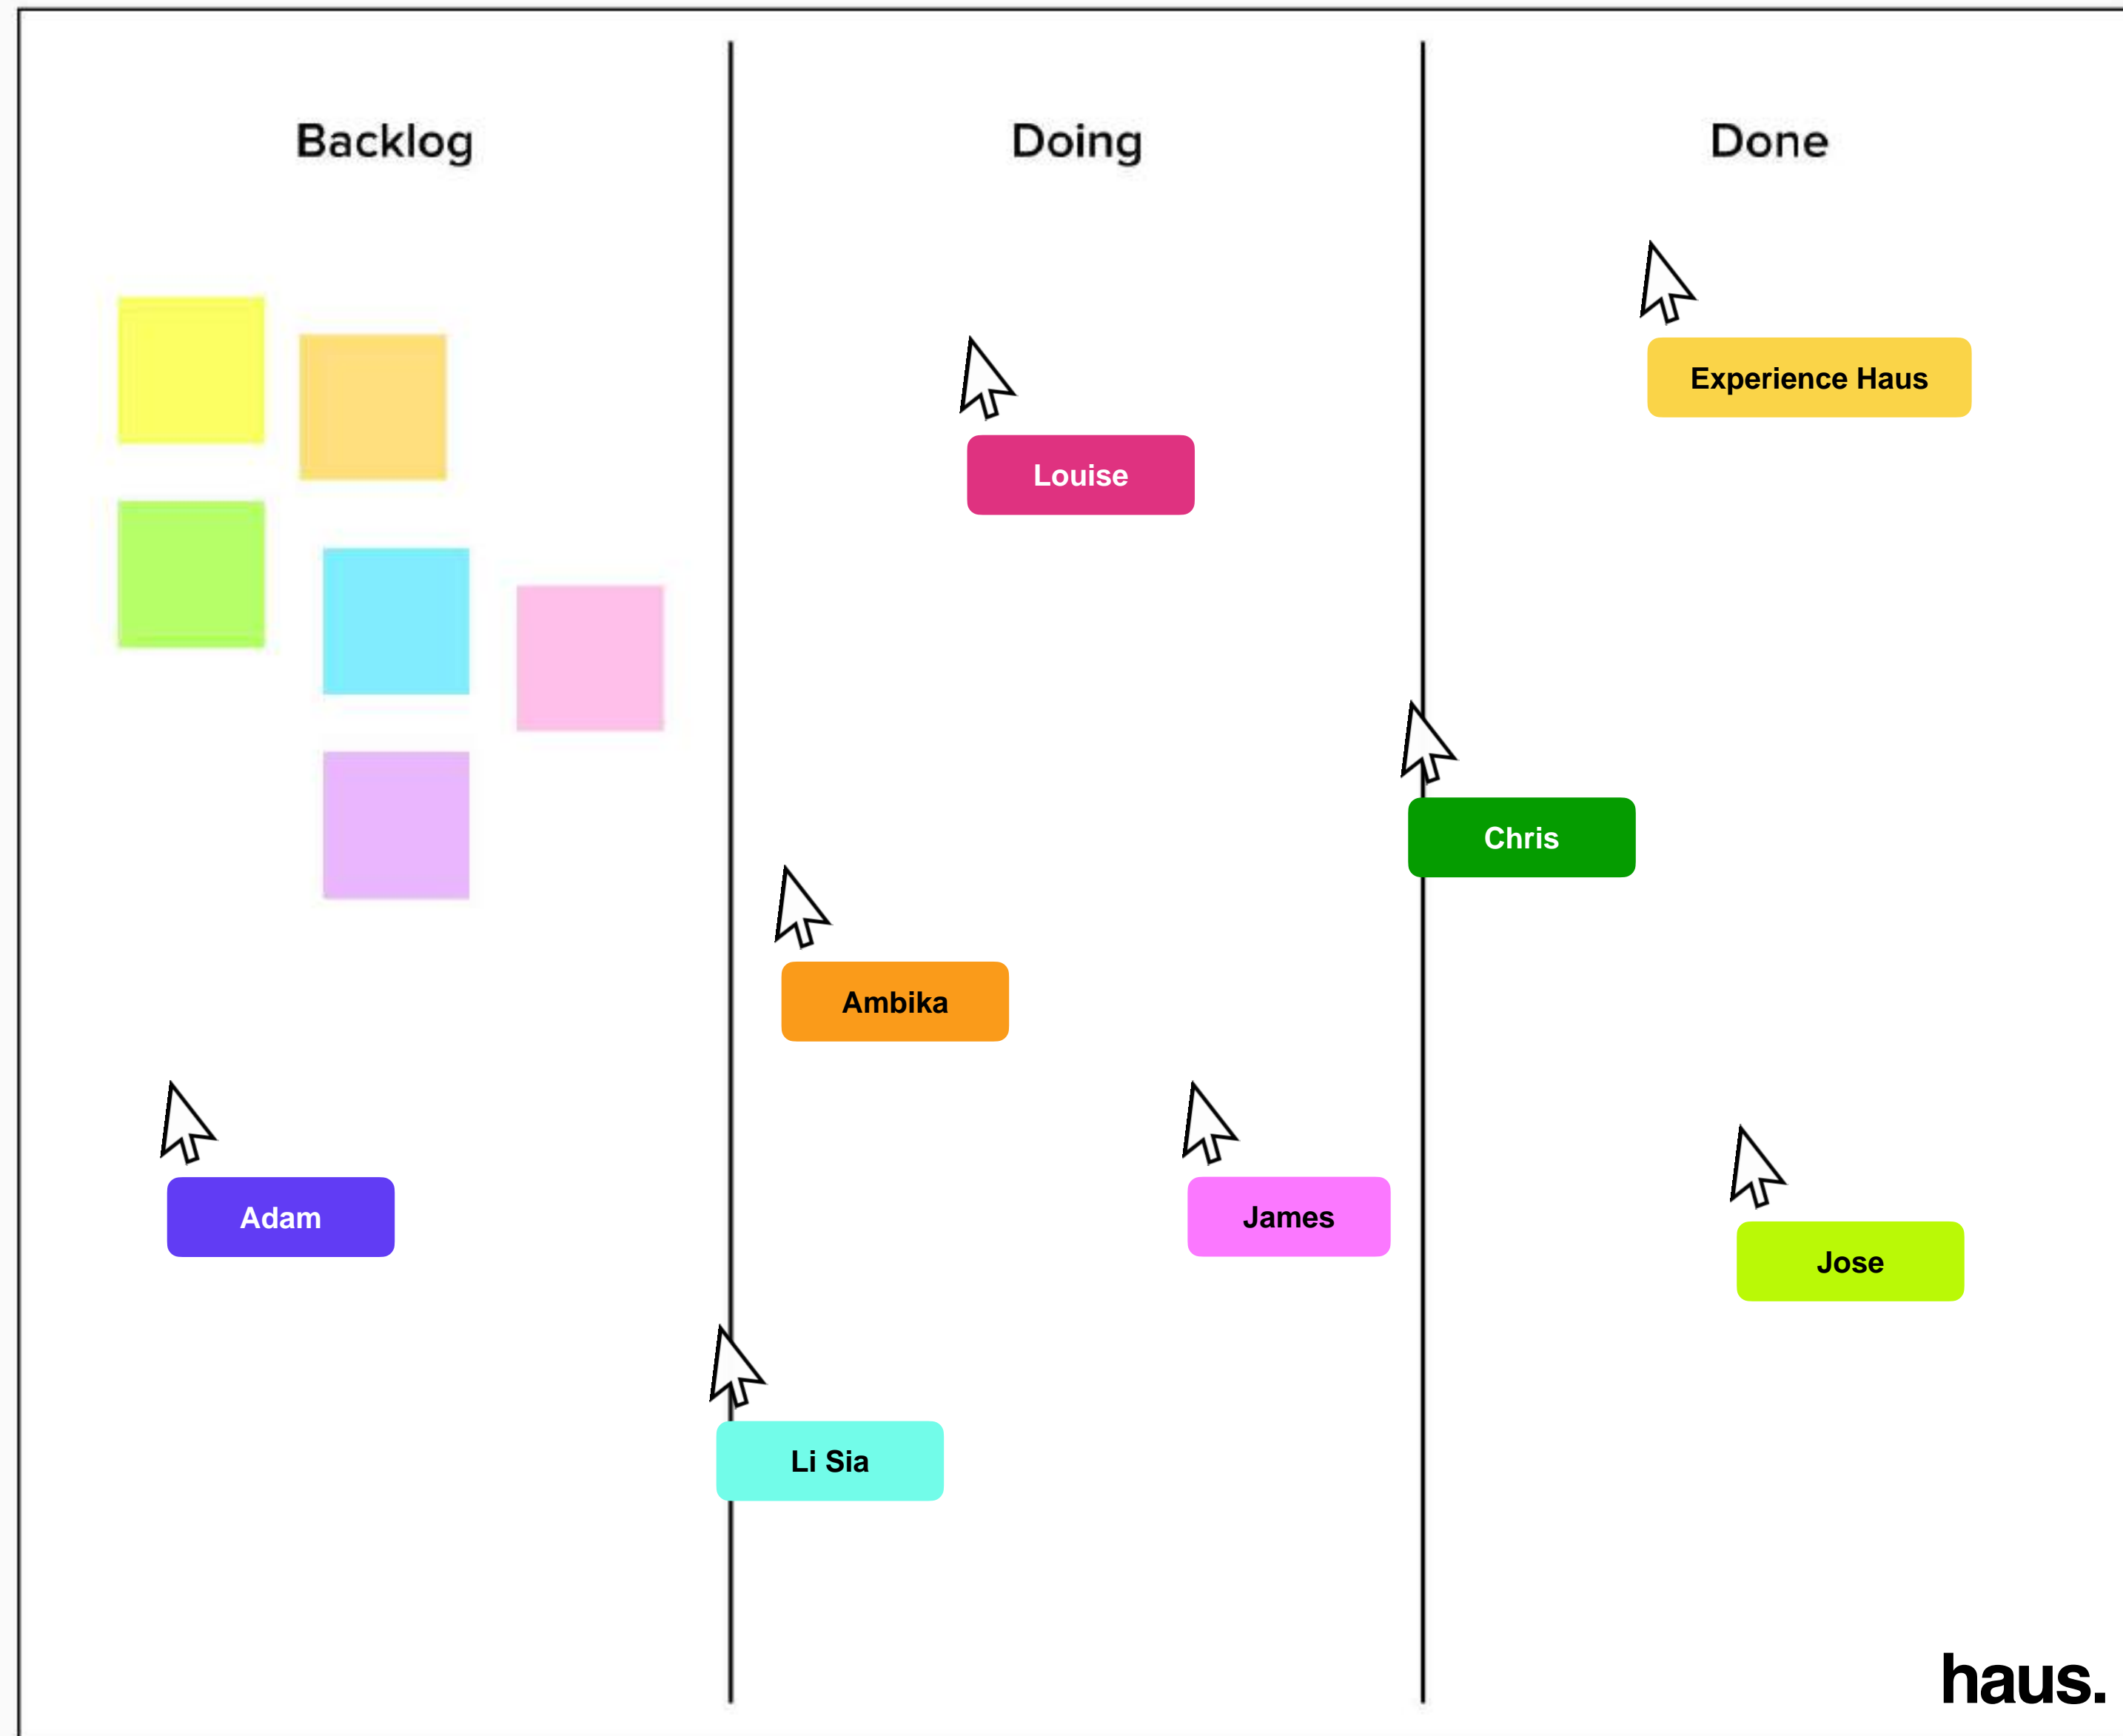 Backlog
Doing
Done
Experience Haus
Louise
Chris
Ambika
Adam
James
Jose
Li Sia
haus.